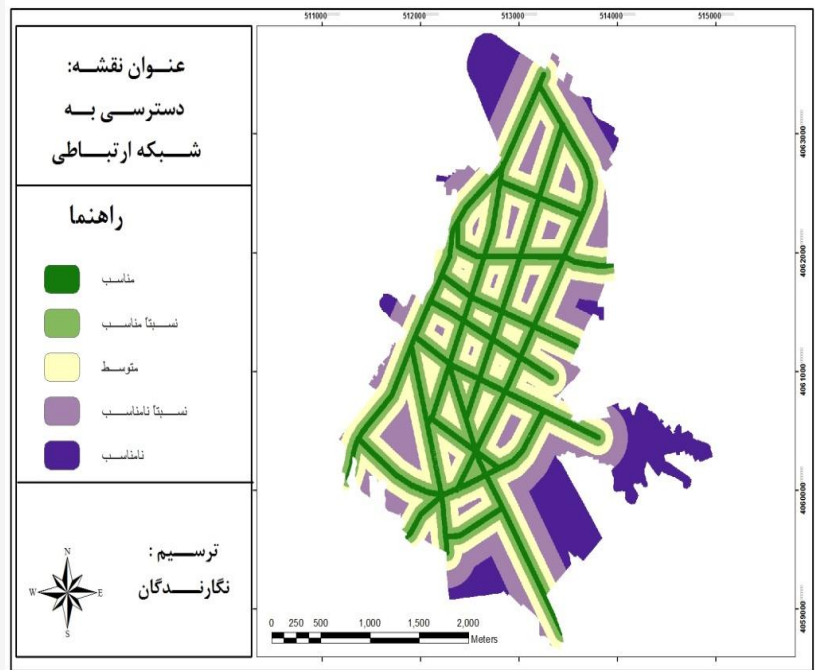 عنوان نقشه:
دسترسی به
شبکه ارتباطی
راهنما
مناسب
نسبتاً مناسب
متوسط
نسبتاً نامناسب
نامناسب
ترسیم :
نگارندگان
N
W E
S
511000 512000 513000 514000 515000
4063000
4062000
4061000
4060000
4059000
0 250 500 1,000 1,500 2,000
Meters